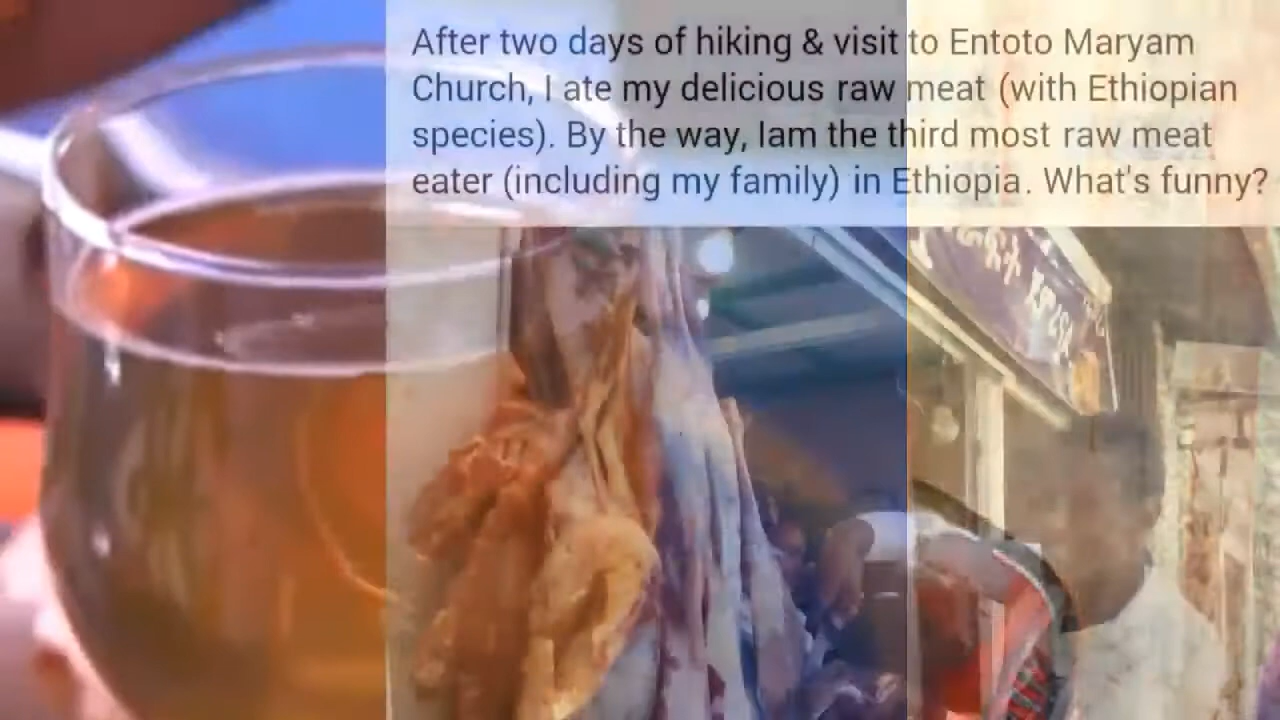 After two days of hiking & visit to Entoto Maryam
Church, I ate my delicious raw meat (with Ethiopian
species). By the way, Iam the third most raw meat
eater (including my family) in Ethiopia. What's funny?